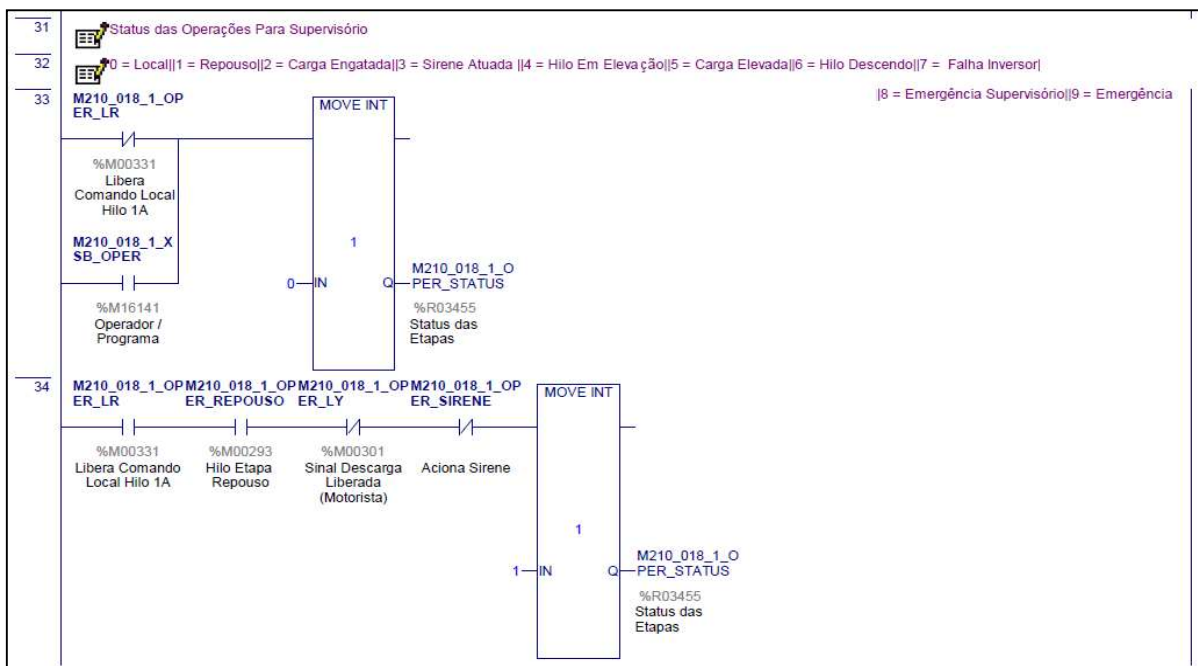 31
Status das Operações Para Supervisório
32
0 = Local||1 = Repouso||2 = Carga Engatada||3 = Sirene Atuada ||4 = Hilo Em Elevação||5 = Carga Elevada||6 = Hilo Descendo||7 =  Falha Inversor|
|8 = Emergência Supervisório||9 = Emergência
33
M210_018_1_OP
ER_LR
MOVE INT
%M00331
Libera
Comando Local
Hilo 1A
M210_018_1_X
SB_OPER
1
0
IN
Q
M210_018_1_O
PER_STATUS
%M16141
Operador /
Programa
%R03455
Status das
Etapas
34
M210_018_1_OP
ER_LR
M210_018_1_OP
ER_REPOUSO
M210_018_1_OP
ER_LY
M210_018_1_OP
ER_SIRENE
MOVE INT
%M00331
Libera Comando
Local Hilo 1A
%M00293
Hilo Etapa
Repouso
%M00301
Sinal Descarga
Liberada
(Motorista)
Aciona Sirene
1
1
IN
Q
M210_018_1_O
PER_STATUS
%R03455
Status das
Etapas